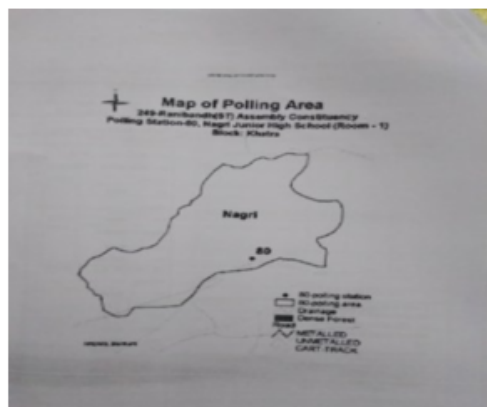 Map of Polling Area
249-Ranibandh(ST) Assembly Constituency
Polling Station-80, Nagri Junior High School (Room - 1)
Block: Khatra
Nagri
80
80-polling station
80-polling area
Drainage
Dense Forest
Road
METALLED
UNMETALLED
CART-TRACK